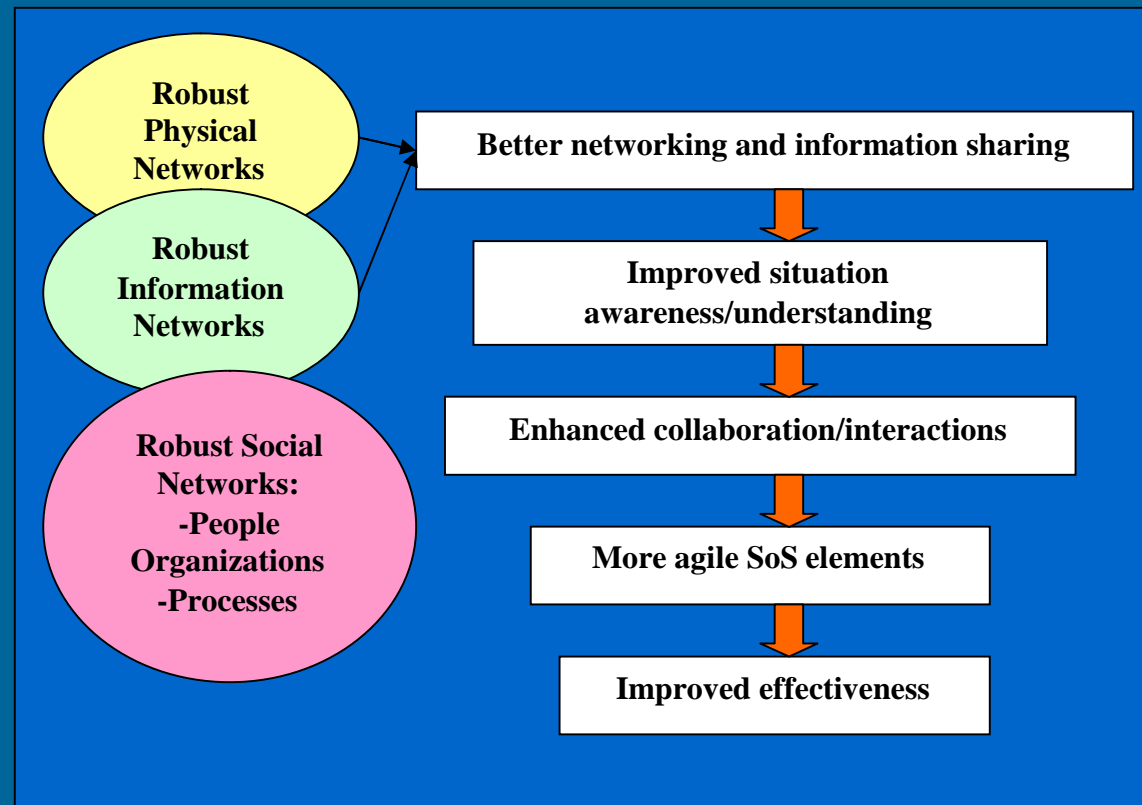 Robust
Physical
Networks
Robust
Information
Networks
Robust Social
Networks:
-People
Organizations
-Processes
Better networking and information sharing
Improved situation
awareness/understanding
Enhanced collaboration/interactions
More agile SoS elements
Improved effectiveness